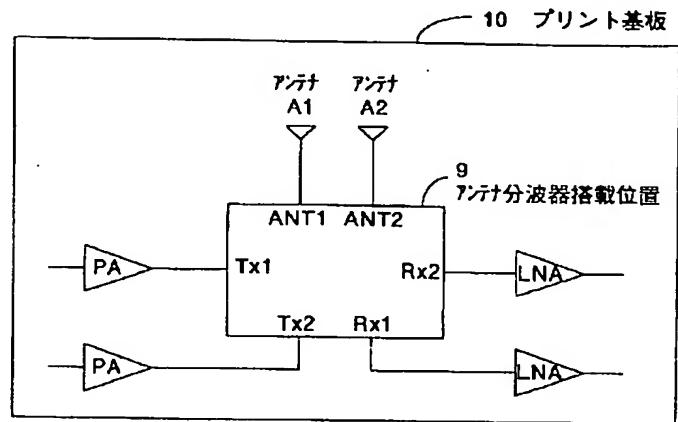 10 プリント基板
アンテナ アンテナ
A1 A2
9
アンテナ分波器搭載位置
ANT1 ANT2
PA Tx1 Rx2 LNA
Tx2 Rx1
PA LNA